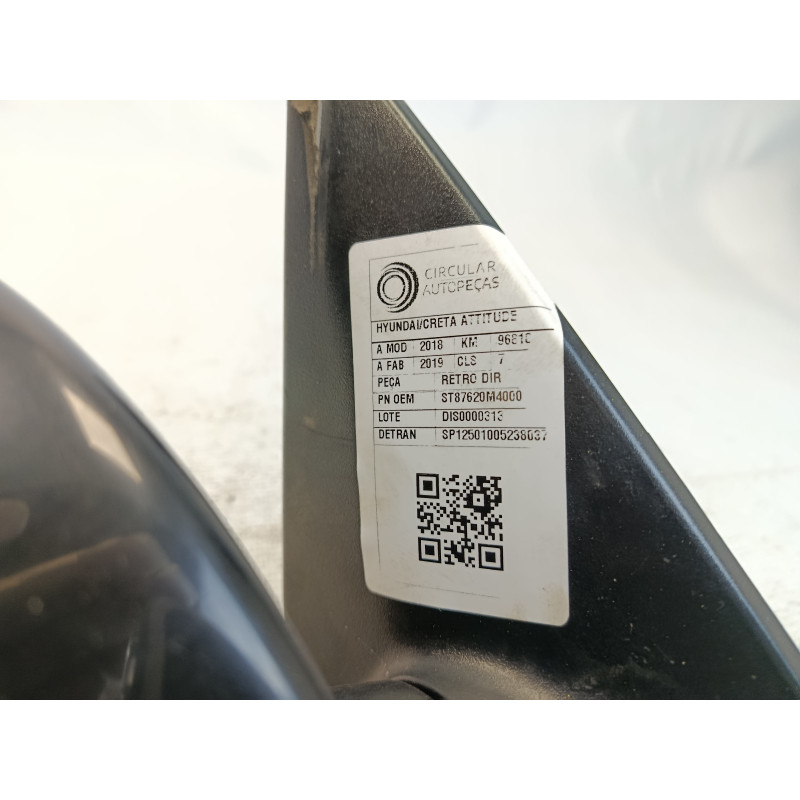 CIRCULAR
AUTOPEÇAS
HYUNDAI/CRETA ATTITUDE
A MOD 2018 KM 96810
A FAB 2019 CLS 7
PEÇA RETRO DIR
PN OEM ST87620M4000
LOTE DIS0000313
DETRAN SP12501005238037